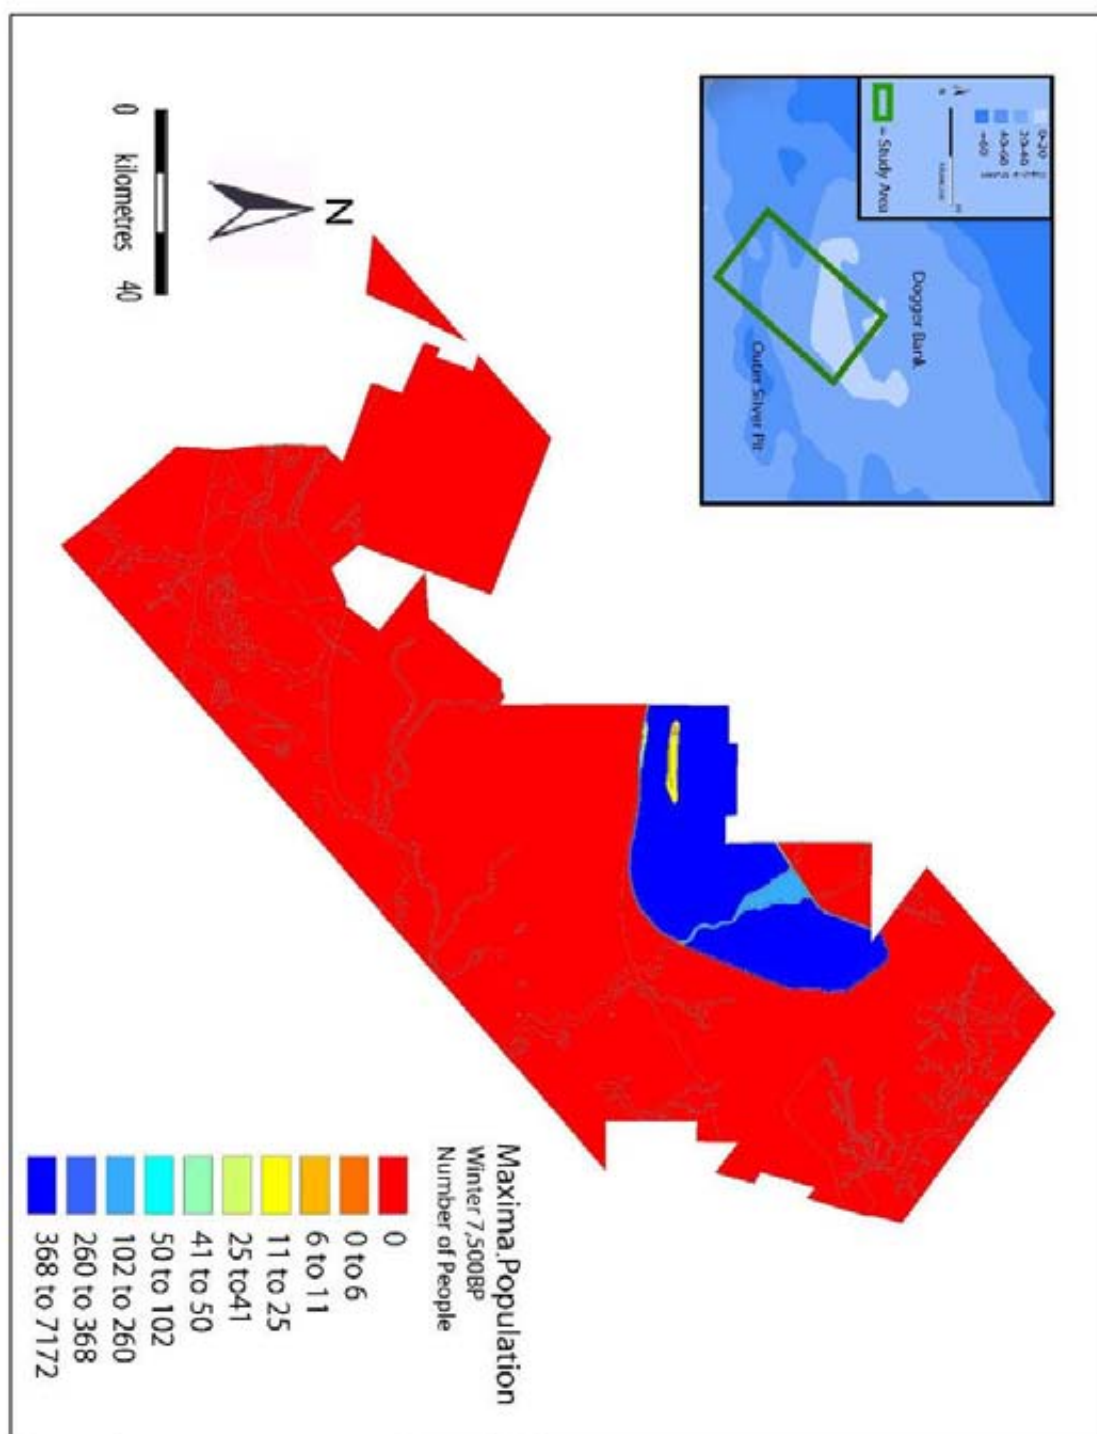 Dogger Bank
Outer Silver Pit
0-20
20-40
40-60
= Study Area
N
0 kilometres 40
Maxima.Population
Winter 7,500BP
Number of People
0
0 to 6
6 to 11
11 to 25
25 to41
41 to 50
50 to 102
102 to 260
260 to 368
368 to 7172